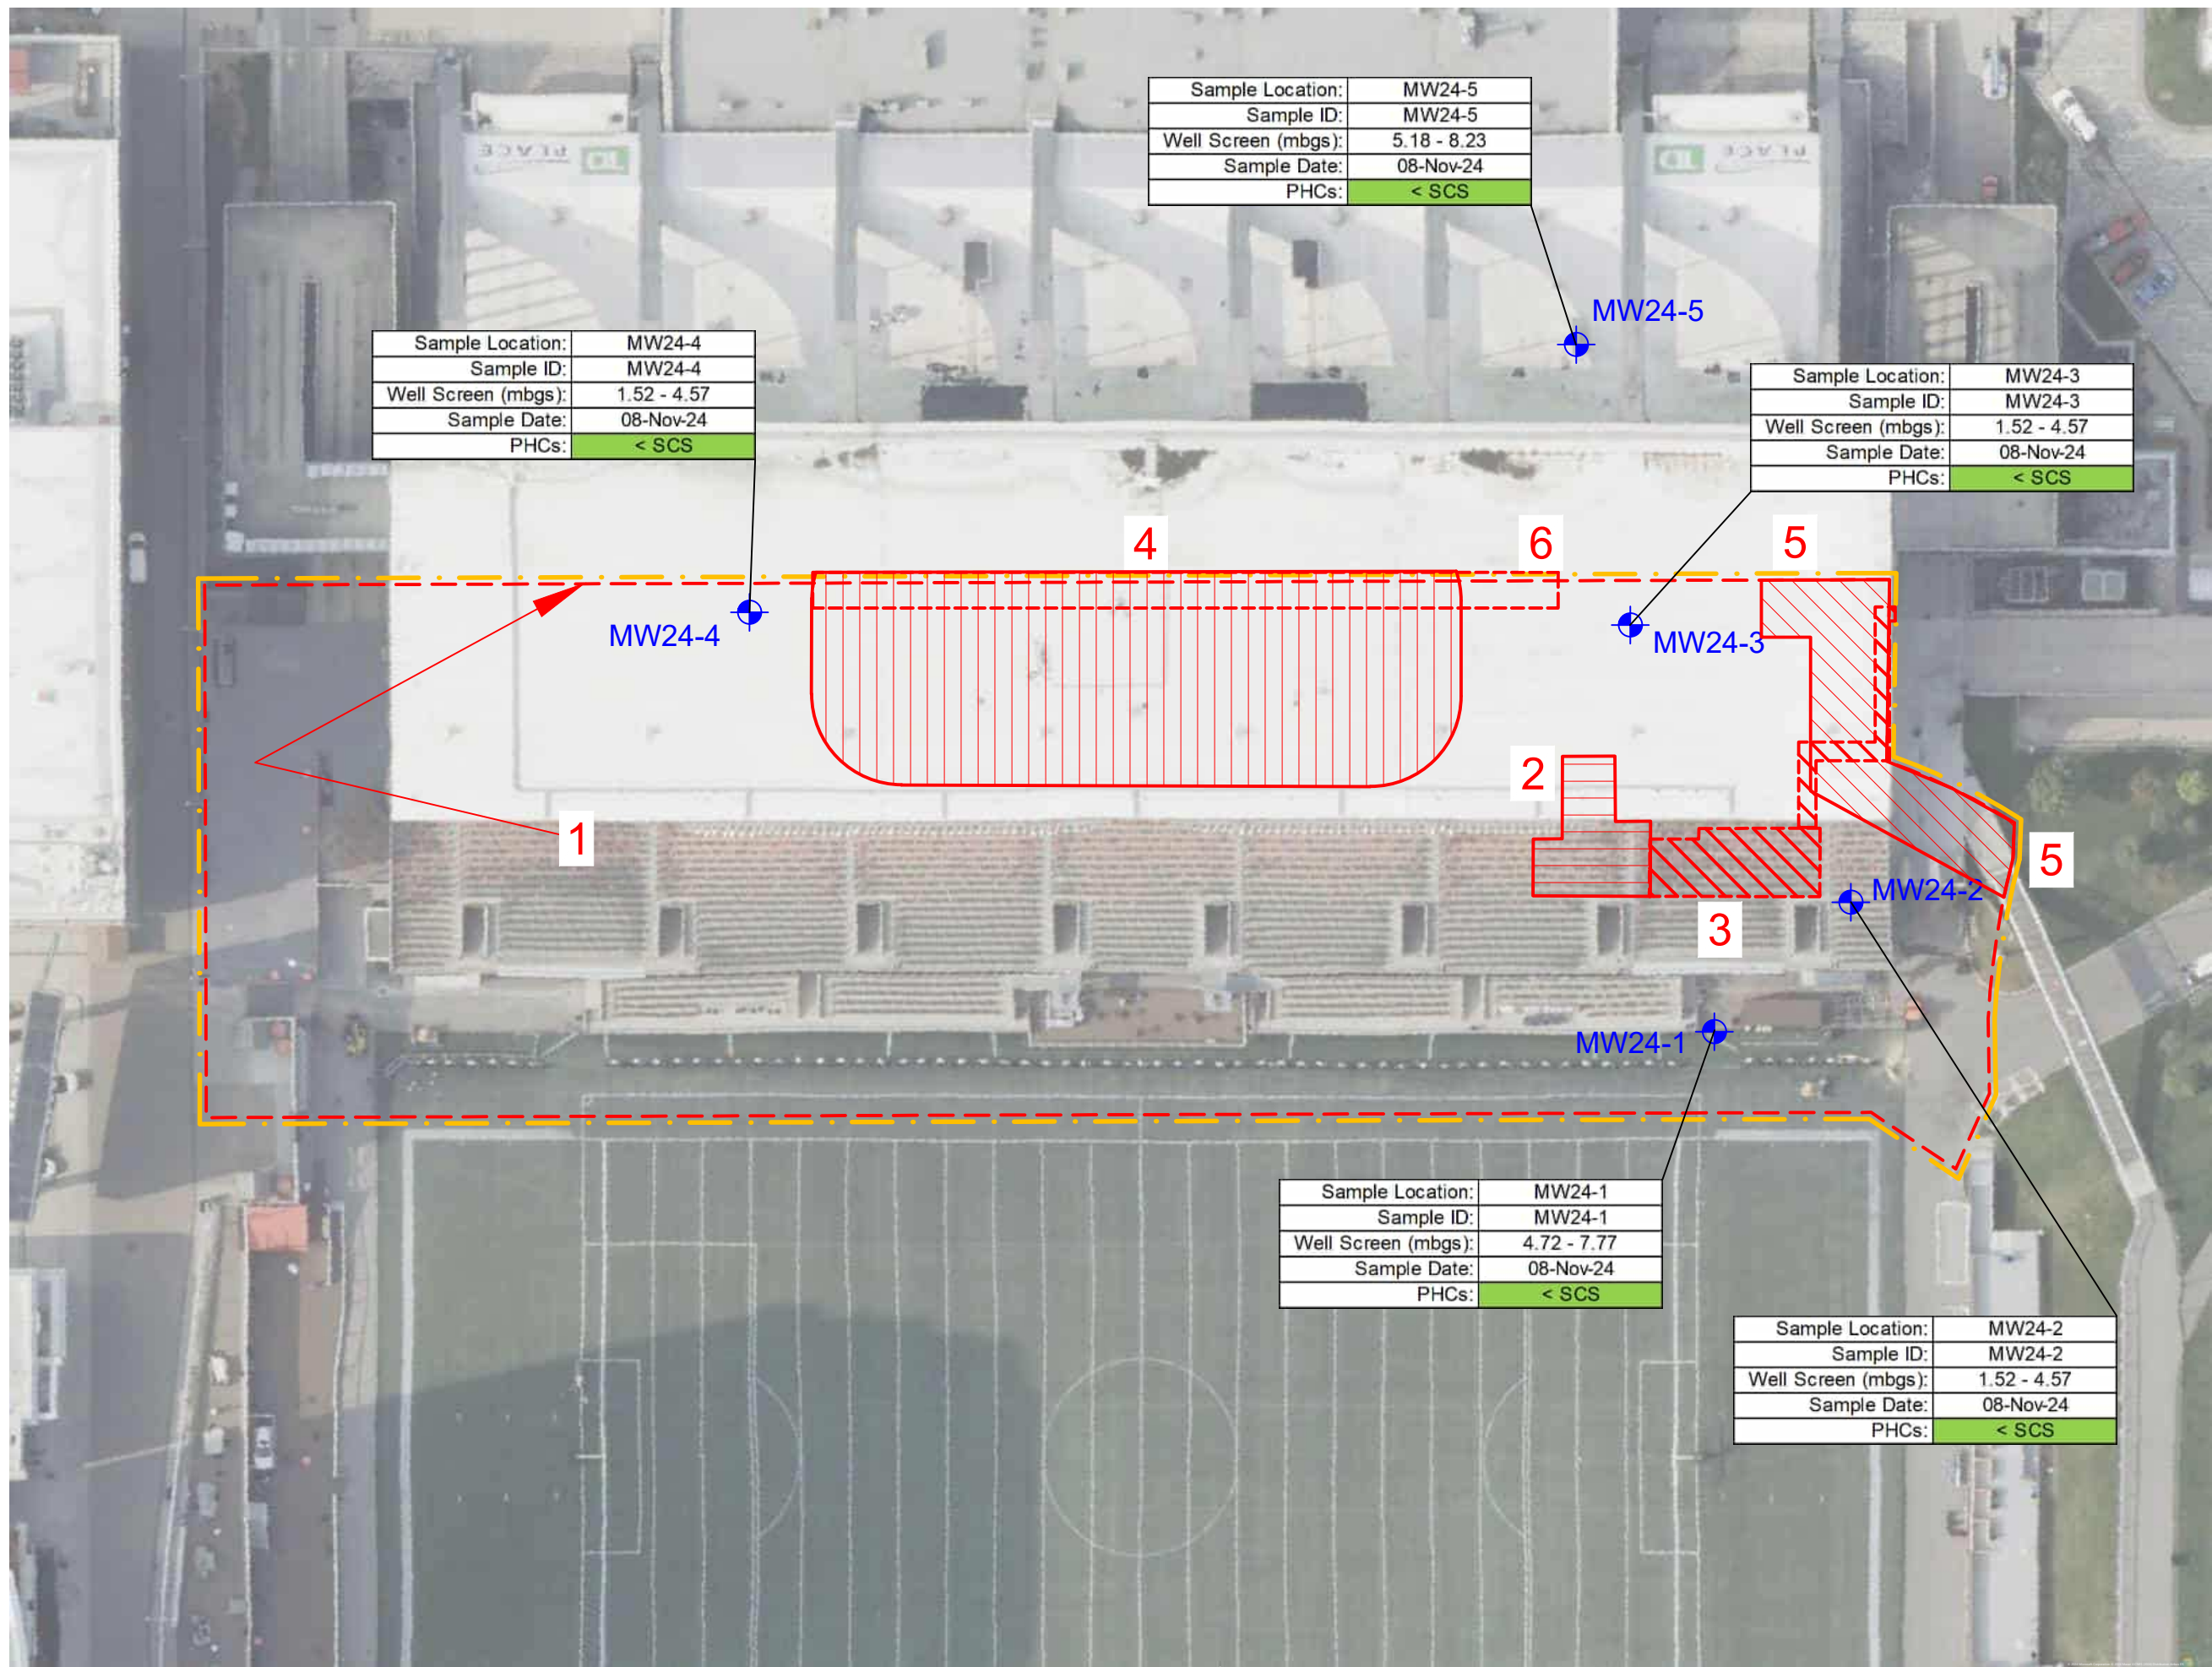 Sample Location: MW24-5
Sample ID: MW24-5
Well Screen (mbgs): 5.18 - 8.23
Sample Date: 08-Nov-24
PHCs: < SCS
PLACE TD
TD PLACE
MW24-5
Sample Location: MW24-4
Sample ID: MW24-4
Well Screen (mbgs): 1.52 - 4.57
Sample Date: 08-Nov-24
PHCs: < SCS
Sample Location: MW24-3
Sample ID: MW24-3
Well Screen (mbgs): 1.52 - 4.57
Sample Date: 08-Nov-24
PHCs: < SCS
4
6
5
MW24-4
MW24-3
2
1
5
MW24-2
3
MW24-1
Sample Location: MW24-1
Sample ID: MW24-1
Well Screen (mbgs): 4.72 - 7.77
Sample Date: 08-Nov-24
PHCs: < SCS
Sample Location: MW24-2
Sample ID: MW24-2
Well Screen (mbgs): 1.52 - 4.57
Sample Date: 08-Nov-24
PHCs: < SCS